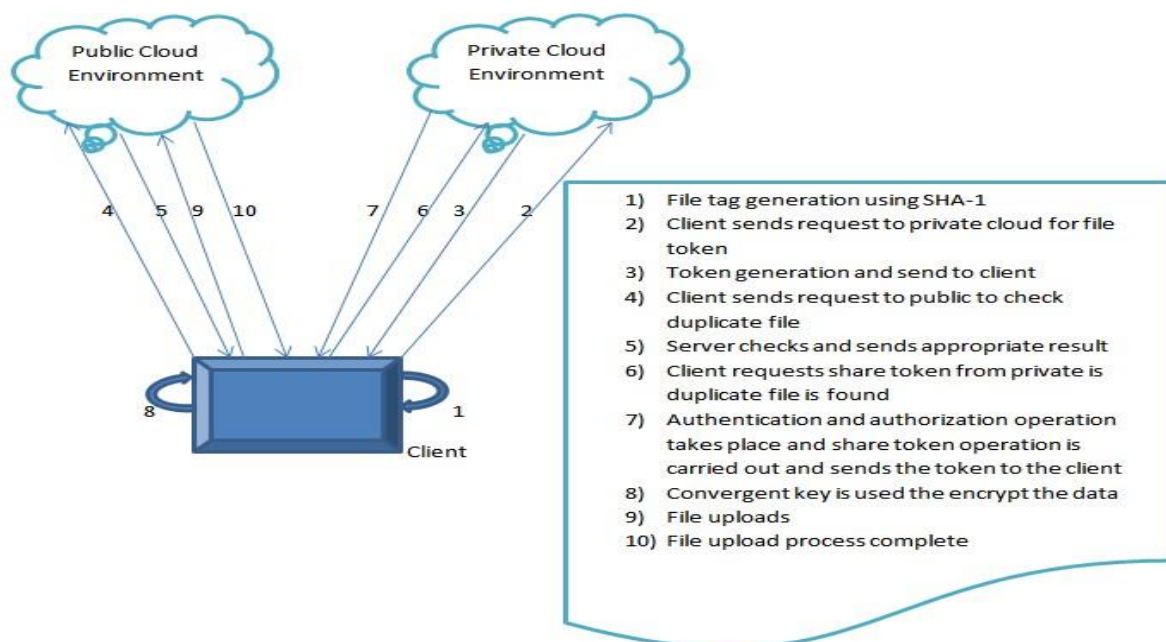 Public Cloud
Environment
Private Cloud
Environment
4
5
9
10
7
6
3
2
8
1
Client
1) File tag generation using SHA-1
2) Client sends request to private cloud for file
token
3) Token generation and send to client
4) Client sends request to public to check
duplicate file
5) Server checks and sends appropriate result
6) Client requests share token from private is
duplicate file is found
7) Authentication and authorization operation
takes place and share token operation is
carried out and sends the token to the client
8) Convergent key is used the encrypt the data
9) File uploads
10) File upload process complete